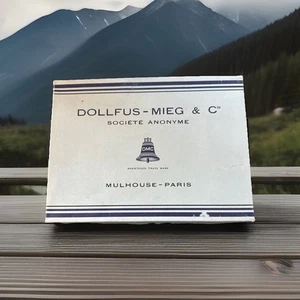 DOLLFUS-MIEG & Cie
SOCIÉTÉ ANONYME
DMC
MULHOUSE-PARIS